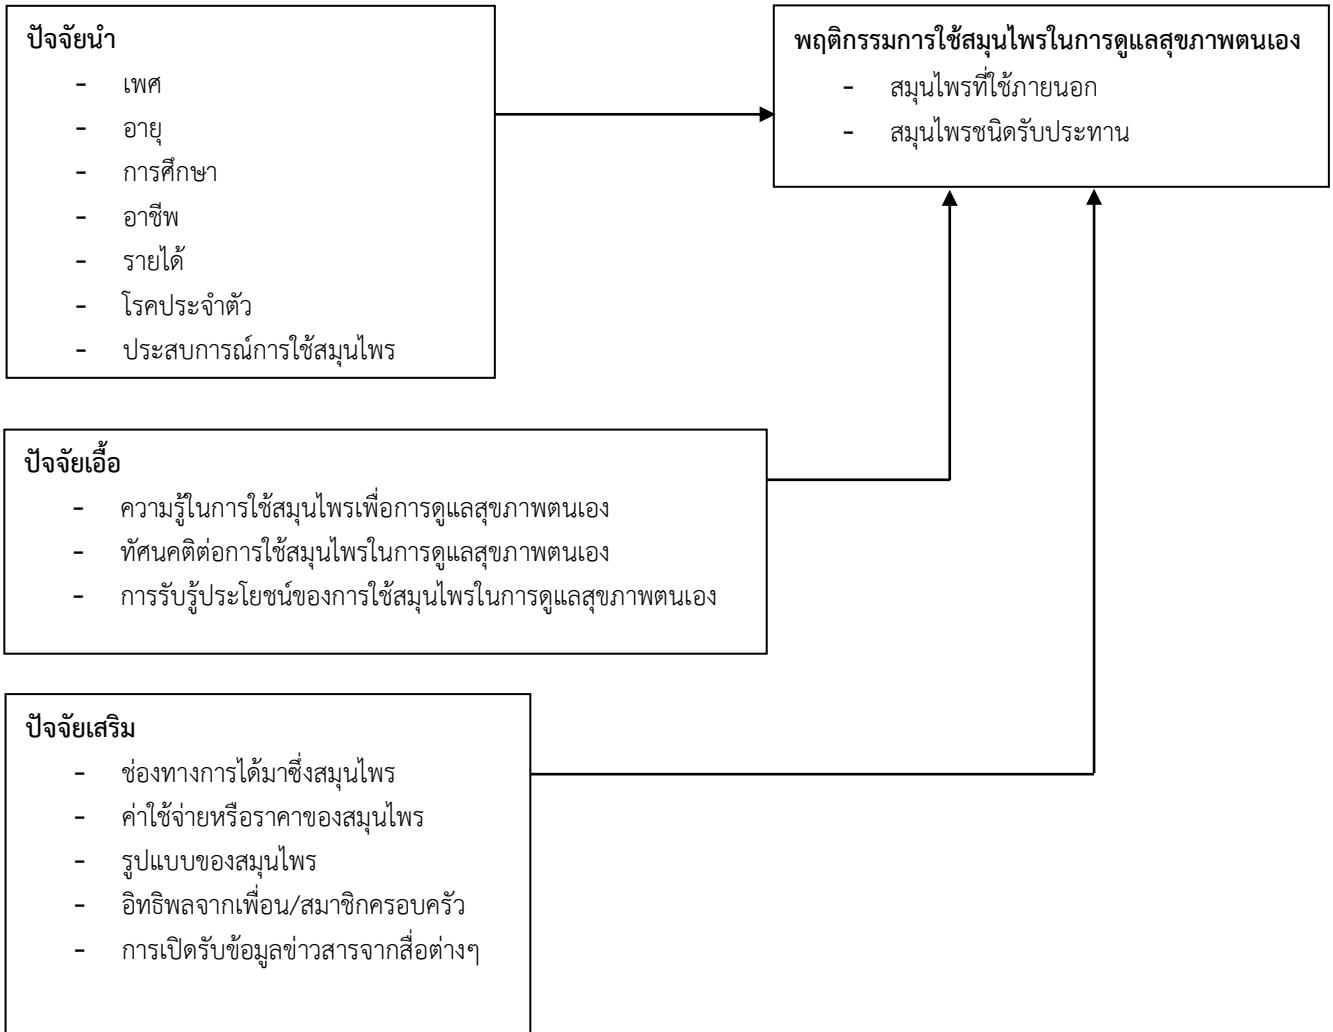 ปัจจัยนำ
- เพศ
- อายุ
- การศึกษา
- อาชีพ
- รายได้
- โรคประจำตัว
- ประสบการณ์การใช้สมุนไพร
พฤติกรรมการใช้สมุนไพรในการดูแลสุขภาพตนเอง
- สมุนไพรที่ใช้ภายนอก
- สมุนไพรชนิดรับประทาน
ปัจจัยเอื้อ
- ความรู้ในการใช้สมุนไพรเพื่อการดูแลสุขภาพตนเอง
- ทัศนคติต่อการใช้สมุนไพรในการดูแลสุขภาพตนเอง
- การรับรู้ประโยชน์ของการใช้สมุนไพรในการดูแลสุขภาพตนเอง
ปัจจัยเสริม
- ช่องทางการได้มาซึ่งสมุนไพร
- ค่าใช้จ่ายหรือราคาของสมุนไพร
- รูปแบบของสมุนไพร
- อิทธิพลจากเพื่อน/สมาชิกครอบครัว
- การเปิดรับข้อมูลข่าวสารจากสื่อต่างๆ